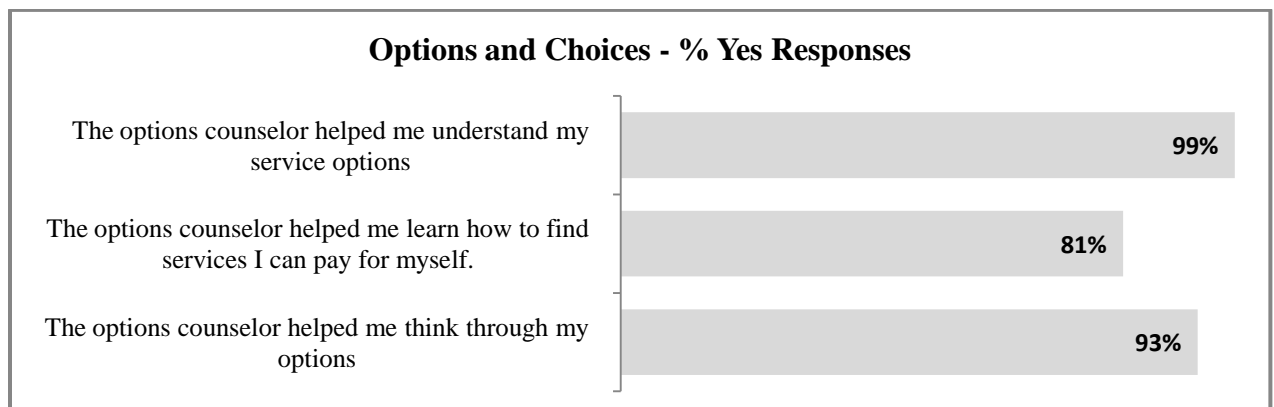 Options and Choices - % Yes Responses
The options counselor helped me understand my
service options
99%
The options counselor helped me learn how to find
services I can pay for myself.
81%
The options counselor helped me think through my
options
93%